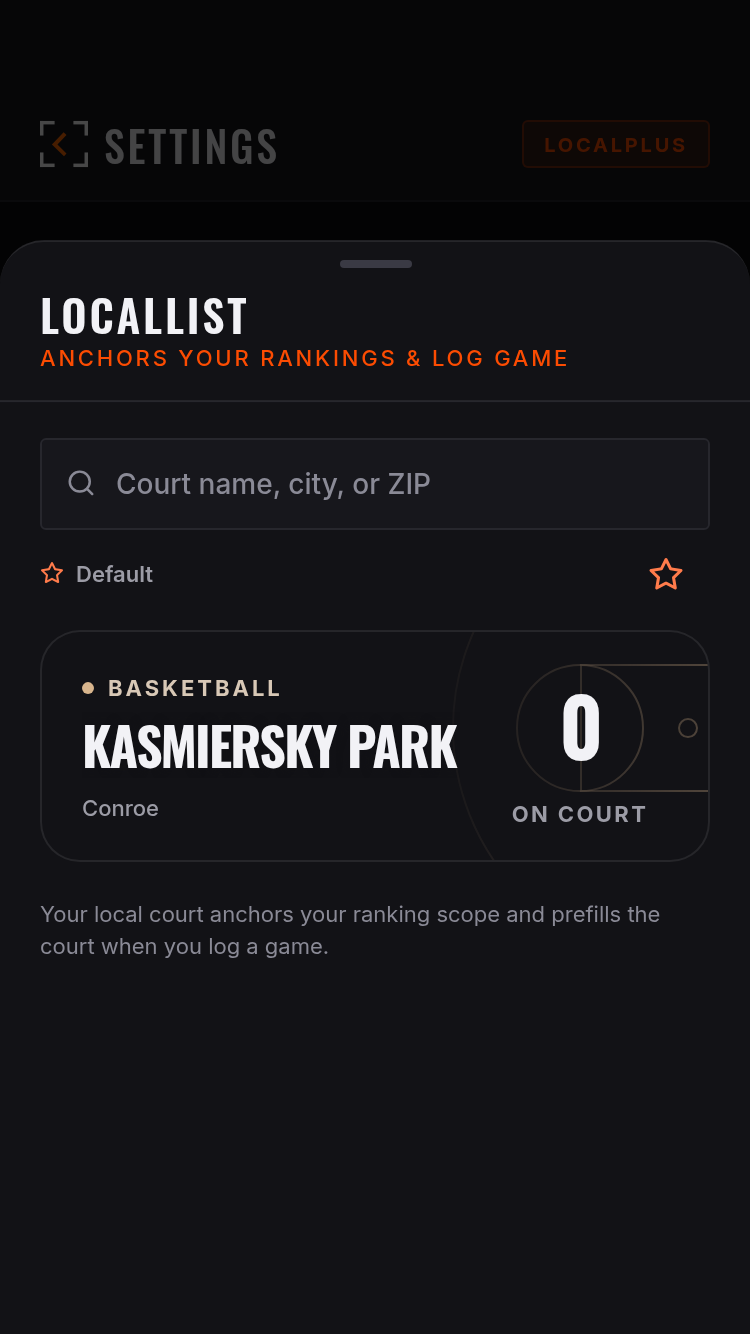 SETTINGS
LOCALPLUS
LOCALLIST
ANCHORS YOUR RANKINGS & LOG GAME
Court name, city, or ZIP
Default
BASKETBALL
KASMIERSKY PARK
Conroe
0
ON COURT
Your local court anchors your ranking scope and prefills the
court when you log a game.